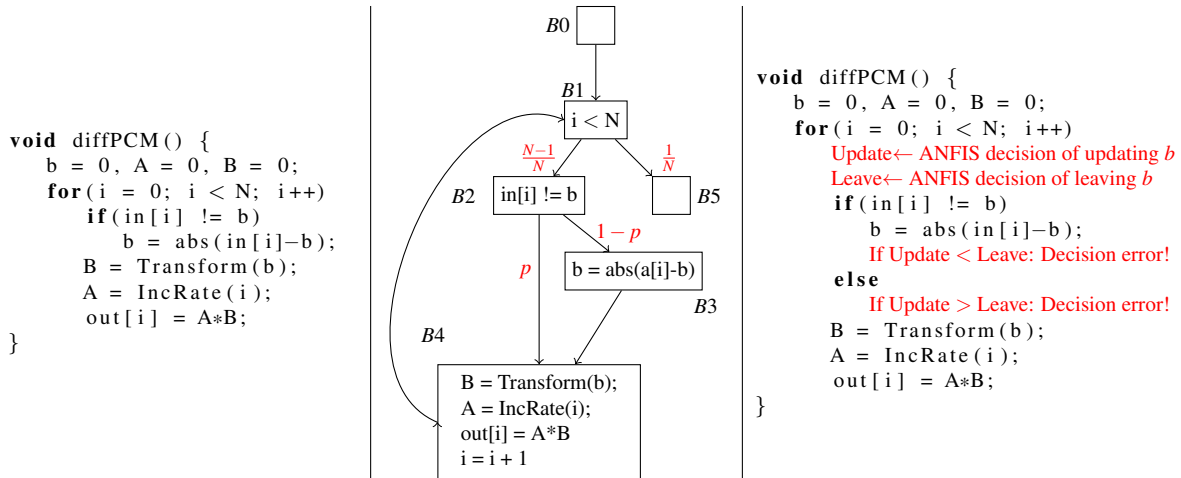 void diffPCM() {
b = 0, A = 0, B = 0;
for(i = 0; i < N; i++)
if(in[i] != b)
b = abs(in[i]-b);
B = Transform(b);
A = IncRate(i);
out[i] = A*B;
}
B0
B1
i < N
N−1/N
1/N
B2
in[i] != b
B5
1 − p
p
b = abs(a[i]-b)
B3
B4
B = Transform(b);
A = IncRate(i);
out[i] = A*B
i = i + 1
void diffPCM() {
b = 0, A = 0, B = 0;
for(i = 0; i < N; i++)
Update← ANFIS decision of updating b
Leave← ANFIS decision of leaving b
if(in[i] != b)
b = abs(in[i]-b);
If Update < Leave: Decision error!
else
If Update > Leave: Decision error!
B = Transform(b);
A = IncRate(i);
out[i] = A*B;
}